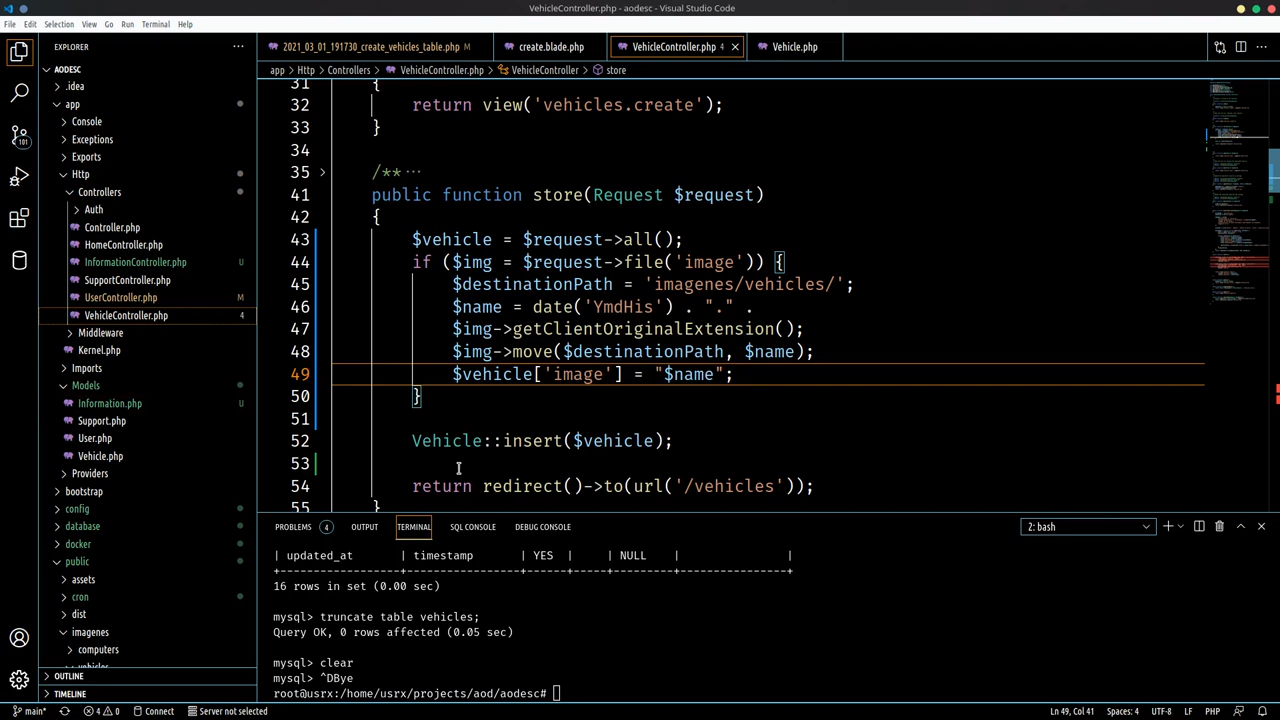 VehicleController.php - aodesc - Visual Studio Code
File Edit Selection View Go Run Terminal Help
EXPLORER
2021_03_01_191730_create_vehicles_table.php M
create.blade.php
VehicleController.php 4
Vehicle.php
app > Http > Controllers > VehicleController.php > VehicleController > store
AODESC
.idea
app
Console
Exceptions
Exports
Http
Controllers
Auth
Controller.php
HomeController.php
InformationController.php U
SupportController.php
UserController.php M
VehicleController.php 4
Middleware
Kernel.php
Imports
Models
Information.php U
Support.php
User.php
Vehicle.php
Providers
bootstrap
config
database
docker
public
assets
cron
dist
imagenes
computers
vehicles
OUTLINE
TIMELINE
101
31 {
32 return view('vehicles.create');
33 }
34
35 /** ···
41 public function store(Request $request)
42 {
43 $vehicle = $request->all();
44 if ($img = $request->file('image')) {
45 $destinationPath = 'imagenes/vehicles/';
46 $name = date('YmdHis') . "." .
47 $img->getClientOriginalExtension();
48 $img->move($destinationPath, $name);
49 $vehicle['image'] = "$name";
50 }
51
52 Vehicle::insert($vehicle);
53
54 return redirect()->to(url('/vehicles'));
55 }
PROBLEMS 4 OUTPUT TERMINAL SQL CONSOLE DEBUG CONSOLE
2: bash
| updated_at | timestamp | YES | | NULL | |
+-----------------+-----------------+------+-----+---------+----------------+
16 rows in set (0.00 sec)
mysql> truncate table vehicles;
Query OK, 0 rows affected (0.05 sec)
mysql> clear
mysql> ^DBye
root@usrx:/home/usrx/projects/aod/aodesc#
main* 4 0 Connect Server not selected
Ln 49, Col 41 Spaces: 4 UTF-8 LF PHP